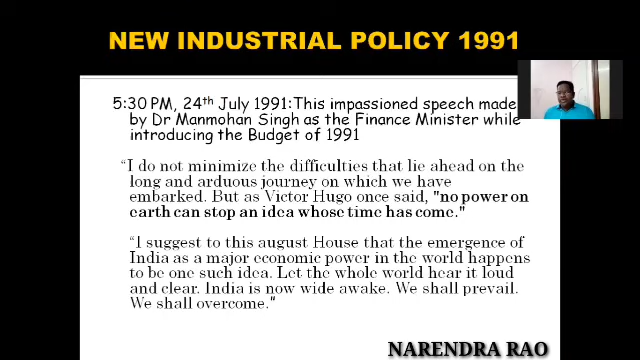 NEW INDUSTRIAL POLICY 1991
5:30 PM, 24th July 1991:This impassioned speech made
by Dr Manmohan Singh as the Finance Minister while
introducing the Budget of 1991
"I do not minimize the difficulties that lie ahead on the
long and arduous journey on which we have
embarked. But as Victor Hugo once said, "no power on
earth can stop an idea whose time has come."
"I suggest to this august House that the emergence of
India as a major economic power in the world happens
to be one such idea. Let the whole world hear it loud
and clear. India is now wide awake. We shall prevail.
We shall overcome."
NARENDRA RAO